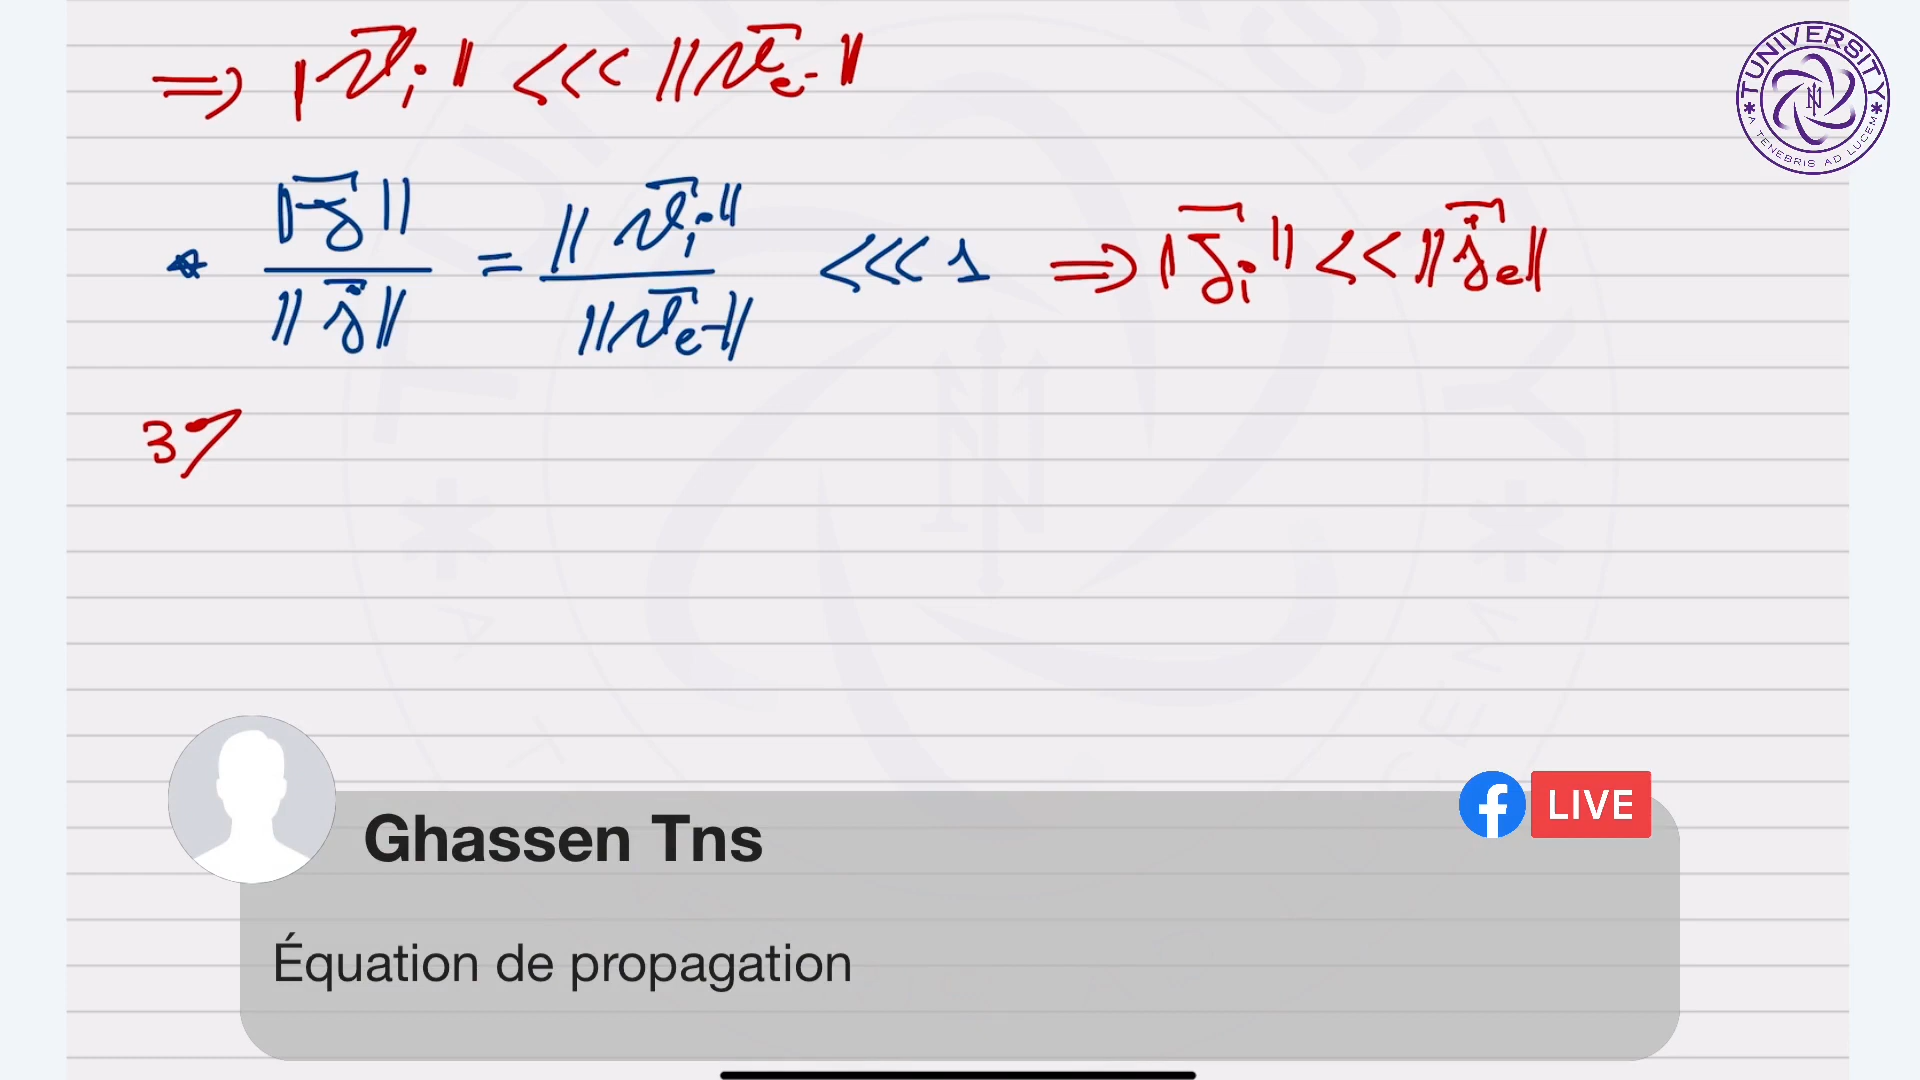 ⇒ ‖v⃗ᵢ‖ <<< ‖v⃗ₑ-‖
* ‖j⃗‖ / ‖j⃗‖ = ‖v⃗ᵢ‖ / ‖v⃗ₑ-‖ <<< 1 ⇒ ‖j⃗ᵢ‖ << ‖j⃗ₑ‖
3°/
TUNIVERSITY
A TENEBRIS AD LUCEM
LIVE
Ghassen Tns
Équation de propagation